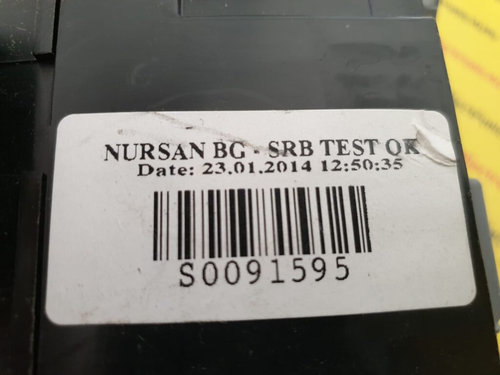 NURSAN BG - SRB TEST OK
Date: 23.01.2014 12:50:35
S0091595